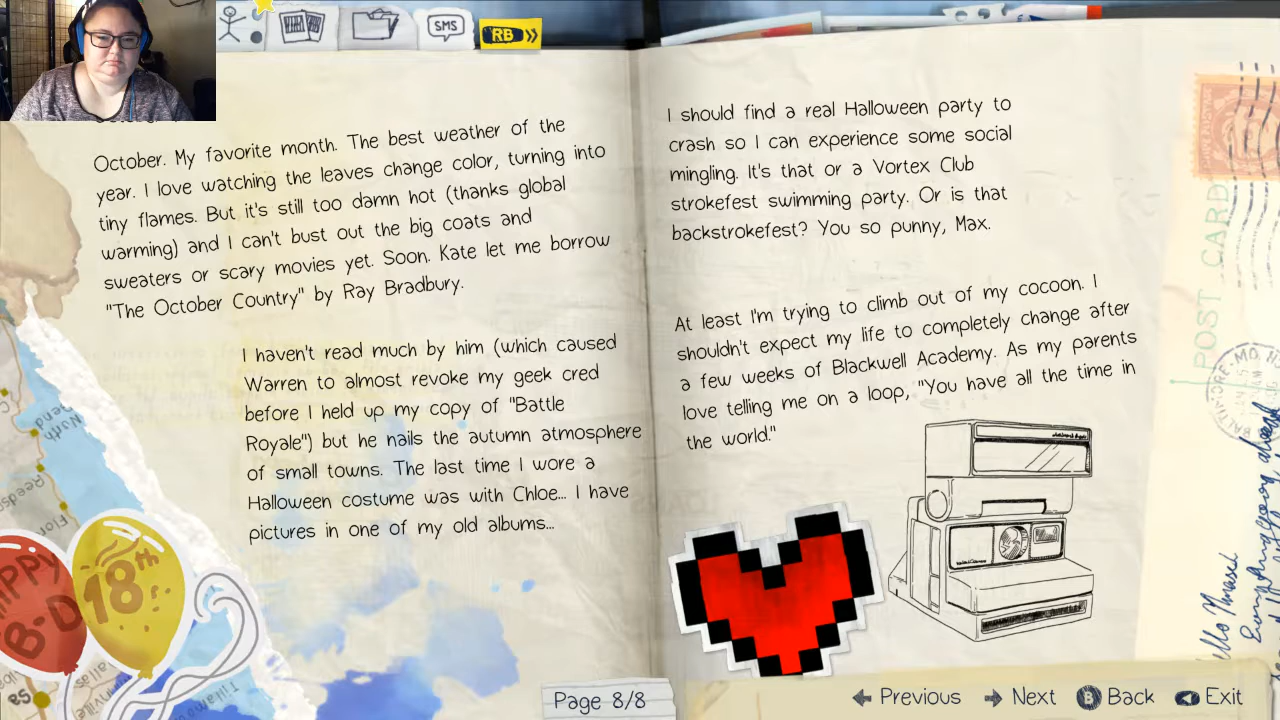 SMS
RB
October. My favorite month. The best weather of the
year. I love watching the leaves change color, turning into
tiny flames. But it's still too damn hot (thanks global
warming) and I can't bust out the big coats and
sweaters or scary movies yet. Soon. Kate let me borrow
"The October Country" by Ray Bradbury.
I haven't read much by him (which caused
Warren to almost revoke my geek cred
before I held up my copy of "Battle
Royale") but he nails the autumn atmosphere
of small towns. The last time I wore a
Halloween costume was with Chloe... I have
pictures in one of my old albums...
I should find a real Halloween party to
crash so I can experience some social
mingling. It's that or a Vortex Club
strokefest swimming party. Or is that
backstrokefest? You so punny, Max.
At least I'm trying to climb out of my cocoon. I
shouldn't expect my life to completely change after
a few weeks of Blackwell Academy. As my parents
love telling me on a loop, "You have all the time in
the world."
POST CARD
18th
Page 8/8
Previous
Next
B Back
Exit